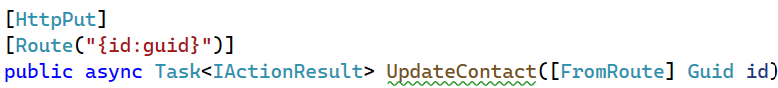 [HttpPut]
[Route("{id:guid}")]
public async Task<IActionResult> UpdateContact([FromRoute] Guid id)